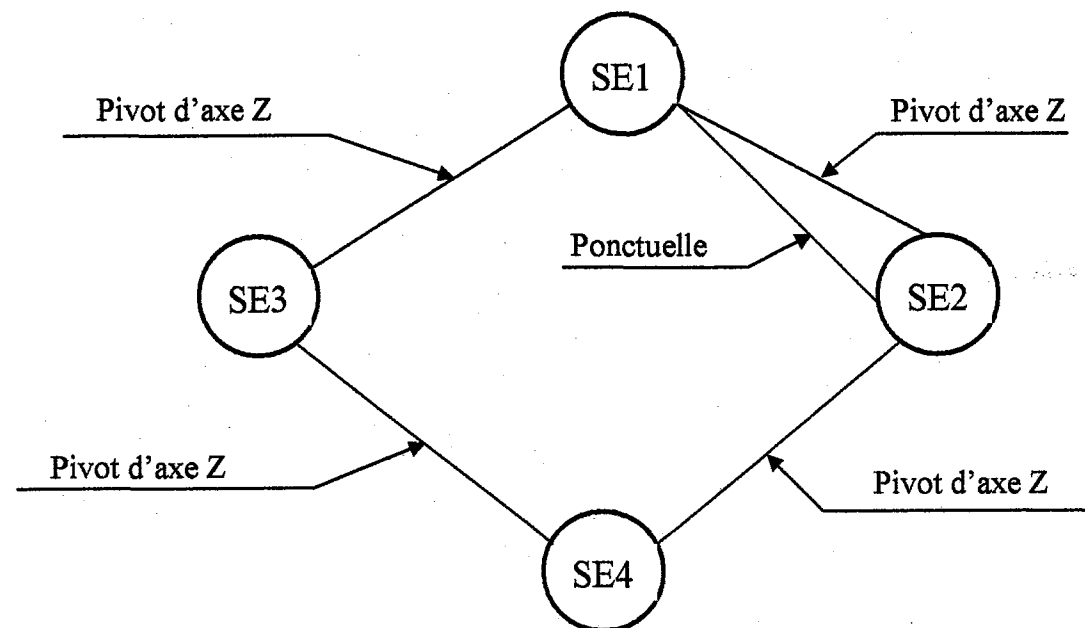 SE1
Pivot d'axe Z
Pivot d'axe Z
Ponctuelle
SE3
SE2
Pivot d'axe Z
Pivot d'axe Z
SE4